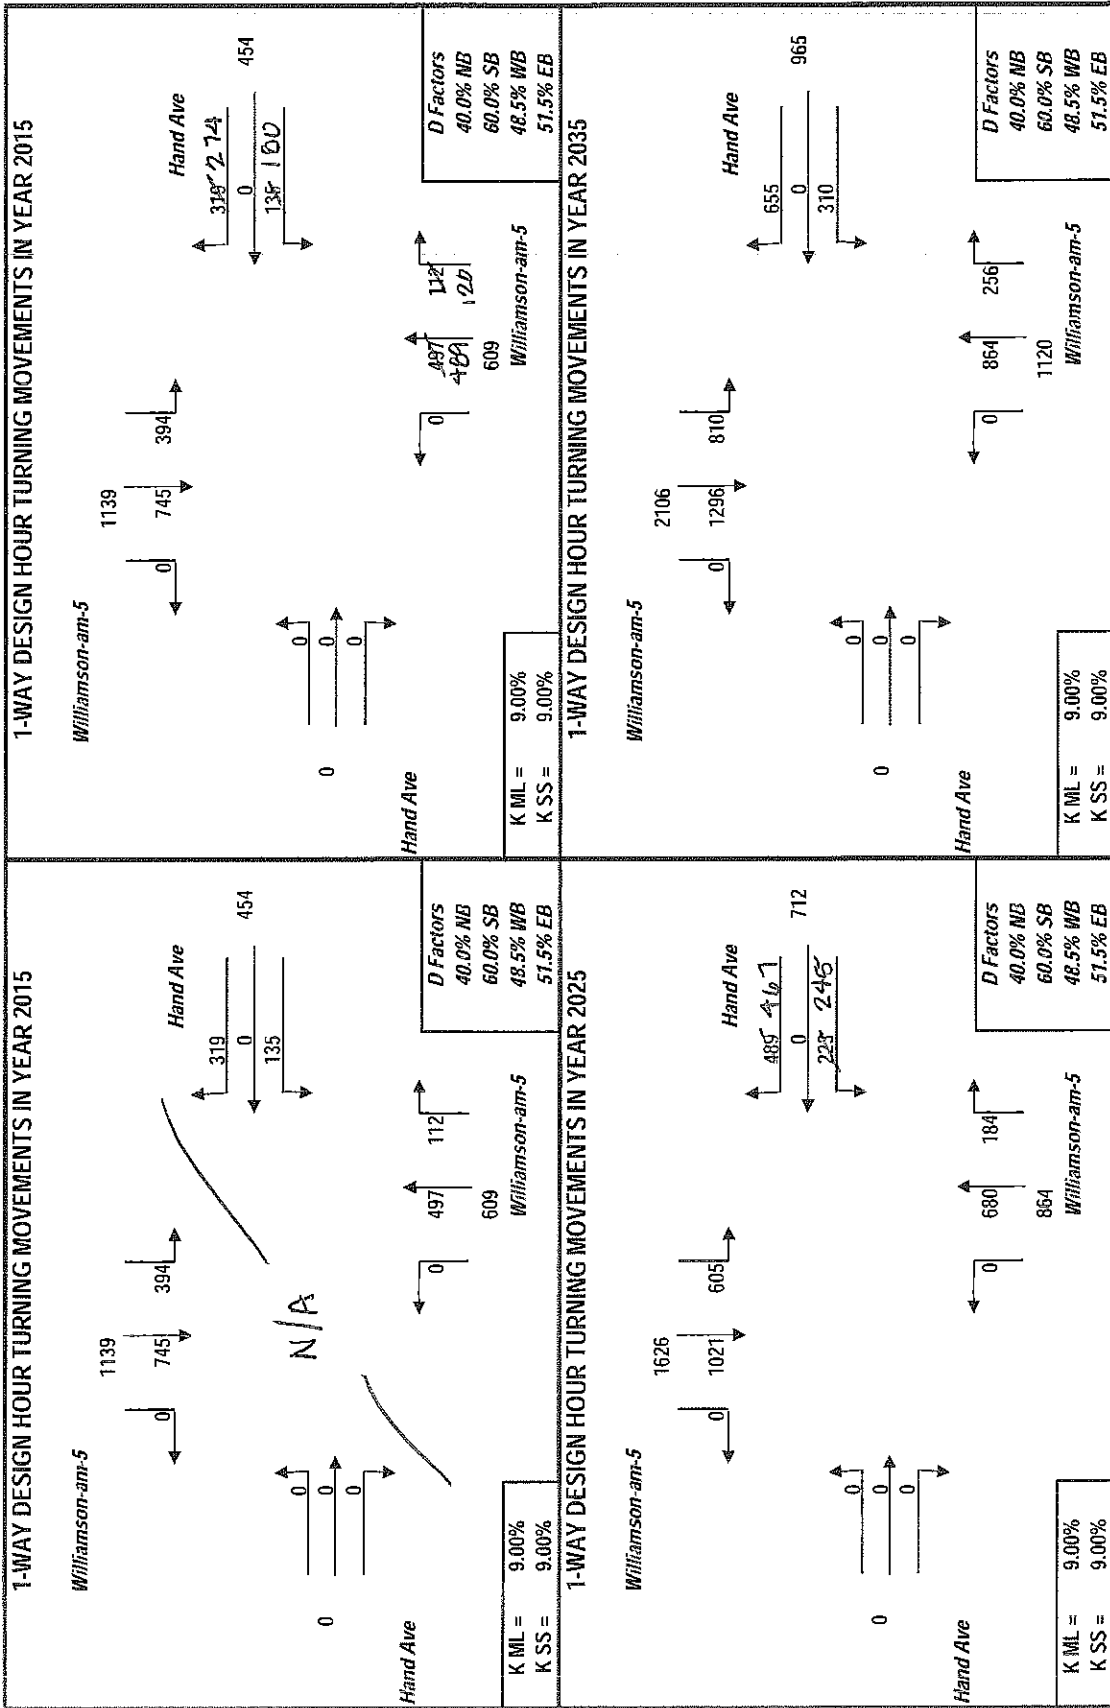 1-WAY DESIGN HOUR TURNING MOVEMENTS IN YEAR 2015
Williamson-am-5
1139
0 745 394
Hand Ave
319
0
135
454
N/A
0
0
0
0
Hand Ave
0 497 112
609
Williamson-am-5
K ML = 9.00%
K SS = 9.00%
D Factors
40.0% NB
60.0% SB
48.5% WB
51.5% EB
1-WAY DESIGN HOUR TURNING MOVEMENTS IN YEAR 2015
Williamson-am-5
1139
0 745 394
Hand Ave
319 274
0
135 180
454
0
0
0
0
Hand Ave
0 497 112
489 120
609
Williamson-am-5
K ML = 9.00%
K SS = 9.00%
D Factors
40.0% NB
60.0% SB
48.5% WB
51.5% EB
1-WAY DESIGN HOUR TURNING MOVEMENTS IN YEAR 2025
Williamson-am-5
1626
0 1021 605
Hand Ave
489 467
0
223 245
712
0
0
0
0
Hand Ave
0 680 184
864
Williamson-am-5
K ML = 9.00%
K SS = 9.00%
D Factors
40.0% NB
60.0% SB
48.5% WB
51.5% EB
1-WAY DESIGN HOUR TURNING MOVEMENTS IN YEAR 2035
Williamson-am-5
2106
0 1296 810
Hand Ave
655
0
310
965
0
0
0
0
Hand Ave
0 864 256
1120
Williamson-am-5
K ML = 9.00%
K SS = 9.00%
D Factors
40.0% NB
60.0% SB
48.5% WB
51.5% EB